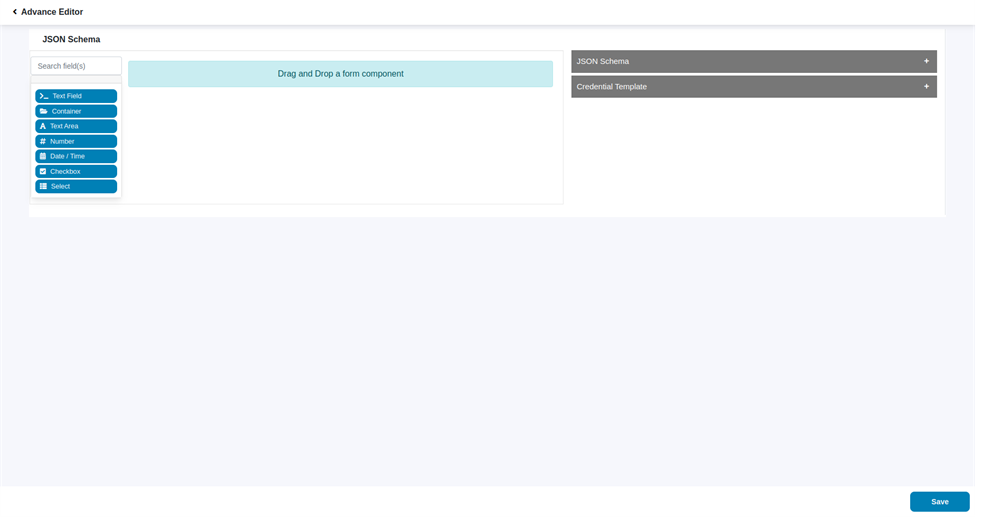 Advance Editor
JSON Schema
Search field(s)
Text Field
Container
Text Area
Number
Date / Time
Checkbox
Select
Drag and Drop a form component
JSON Schema +
Credential Template +
Save